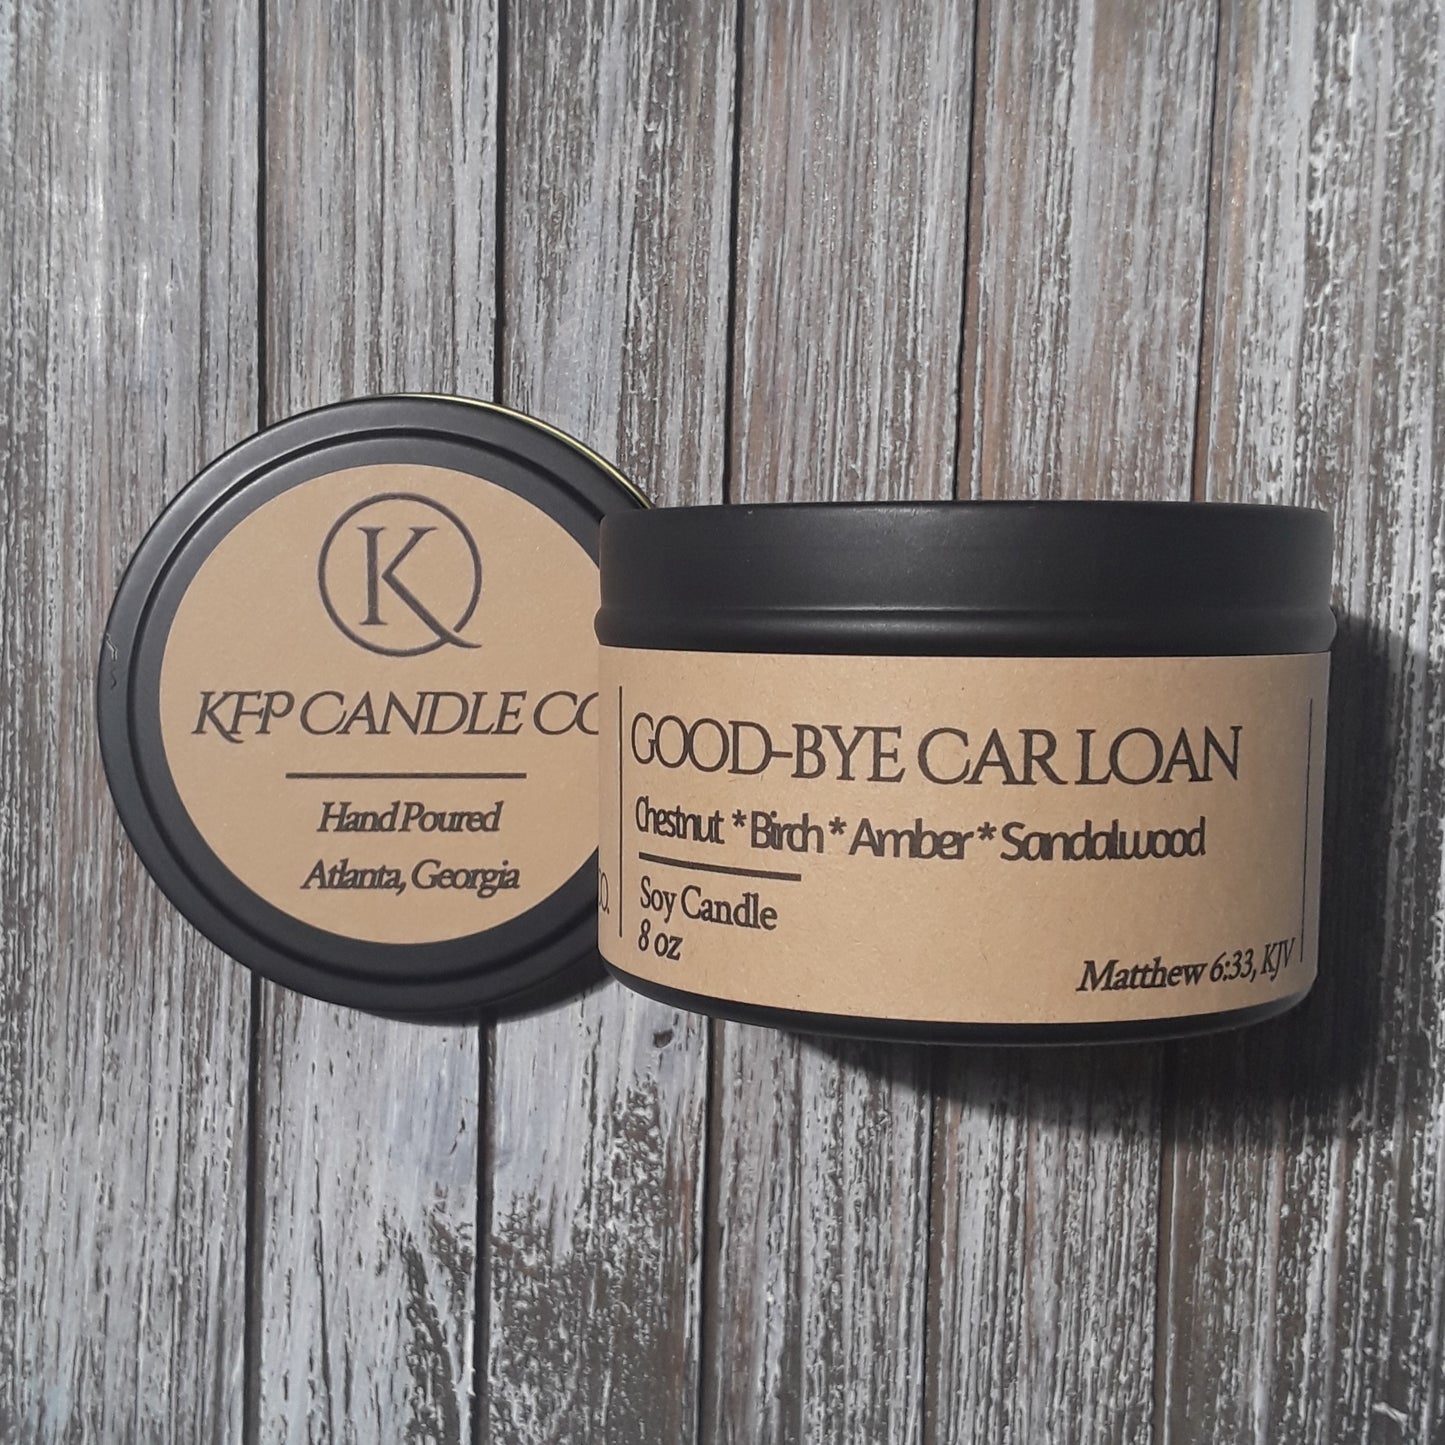 K
KFP CANDLE CO
Hand Poured
Atlanta, Georgia
CO.
GOOD-BYE CAR LOAN
Chestnut * Birch * Amber * Sandalwood
Soy Candle
8 oz
Matthew 6:33, KJV